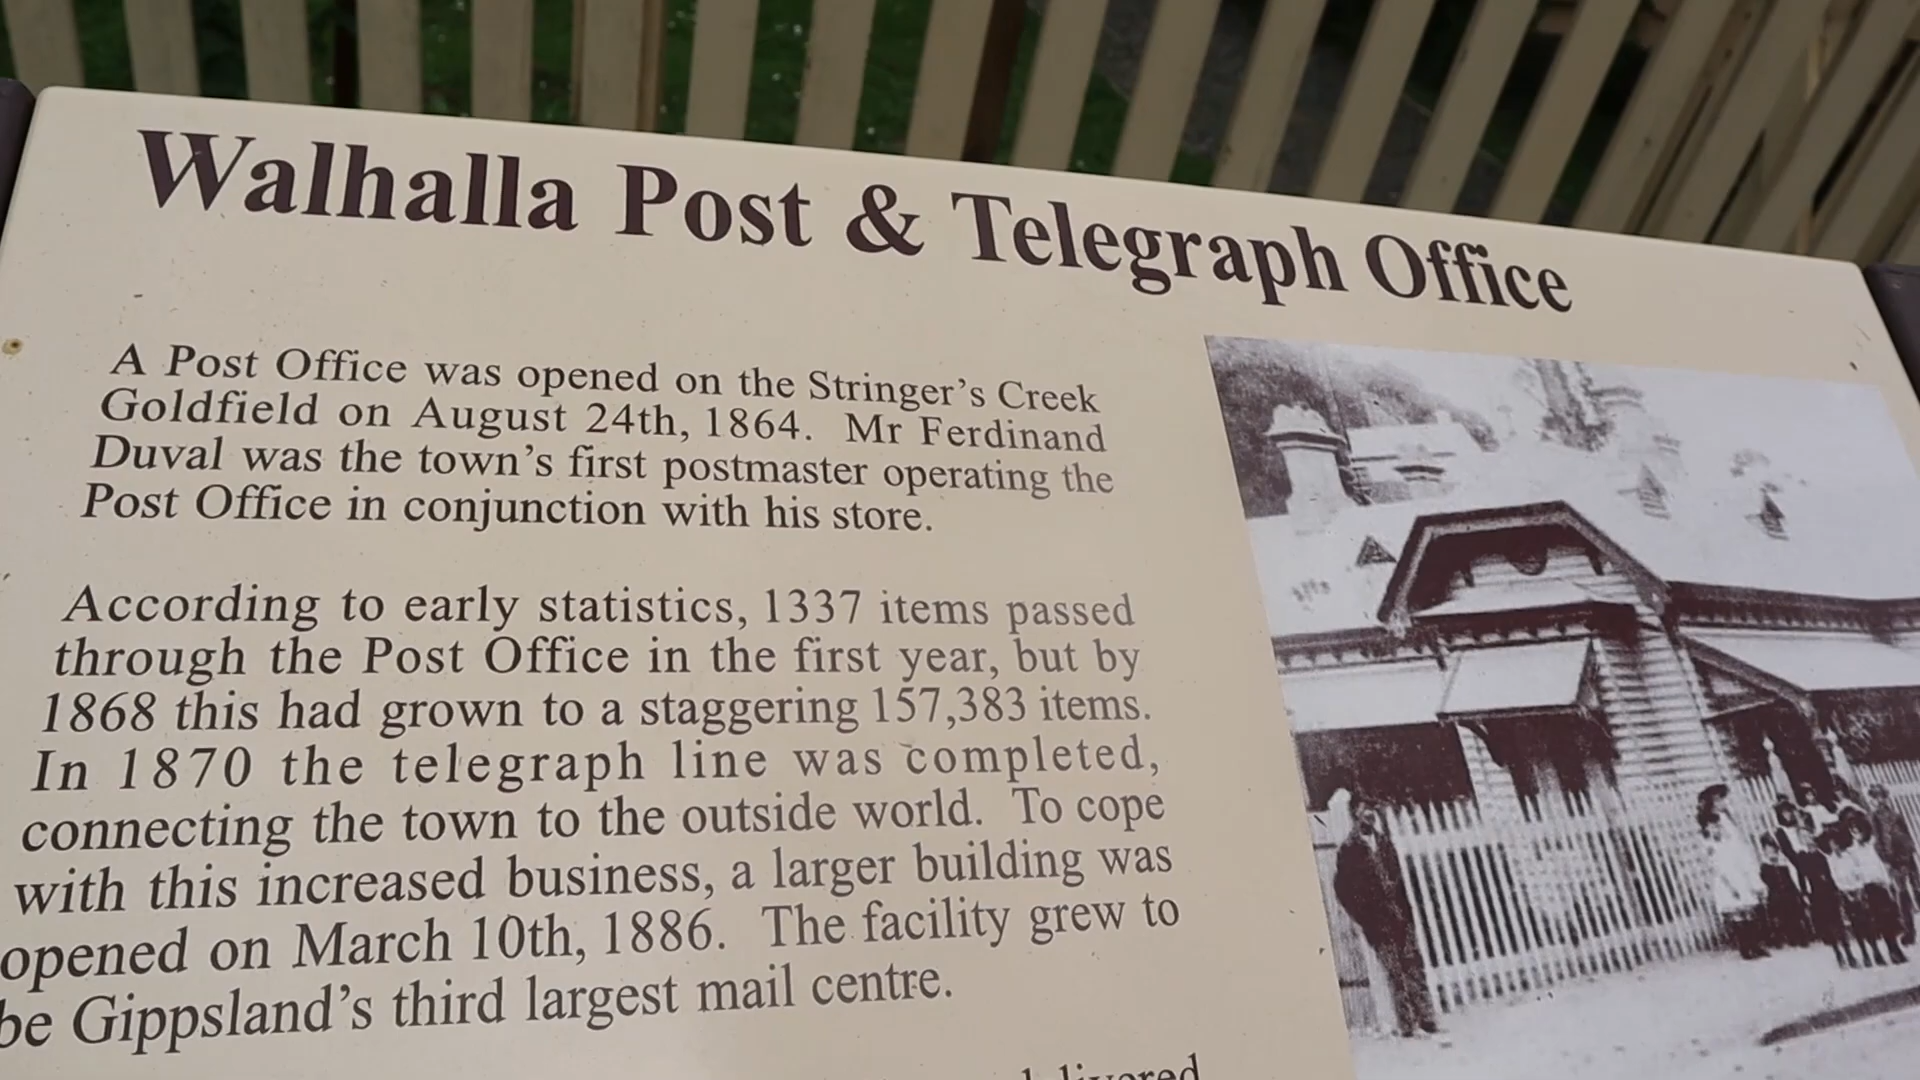 Walhalla Post & Telegraph Office
A Post Office was opened on the Stringer's Creek
Goldfield on August 24th, 1864. Mr Ferdinand
Duval was the town's first postmaster operating the
Post Office in conjunction with his store.
According to early statistics, 1337 items passed
through the Post Office in the first year, but by
1868 this had grown to a staggering 157,383 items.
In 1870 the telegraph line was completed,
connecting the town to the outside world. To cope
with this increased business, a larger building was
opened on March 10th, 1886. The facility grew to
be Gippsland's third largest mail centre.